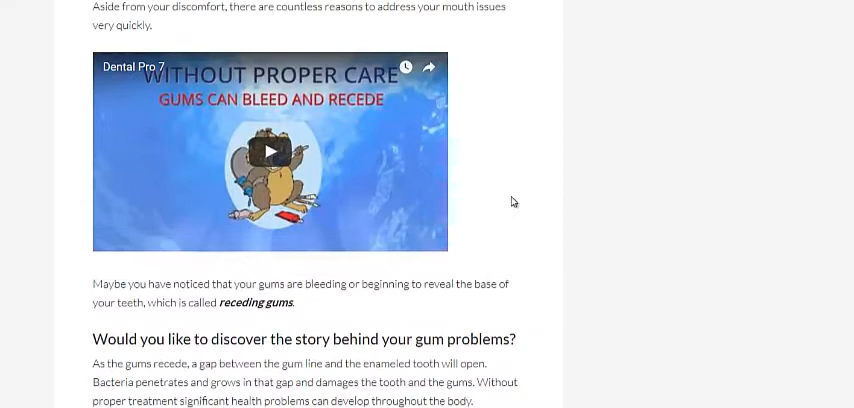 Aside from your discomfort, there are countless reasons to address your mouth issues
very quickly.
Dental Pro 7
WITHOUT PROPER CARE
GUMS CAN BLEED AND RECEDE
Maybe you have noticed that your gums are bleeding or beginning to reveal the base of
your teeth, which is called receding gums.
Would you like to discover the story behind your gum problems?
As the gums recede, a gap between the gum line and the enameled tooth will open.
Bacteria penetrates and grows in that gap and damages the tooth and the gums. Without
proper treatment significant health problems can develop throughout the body.